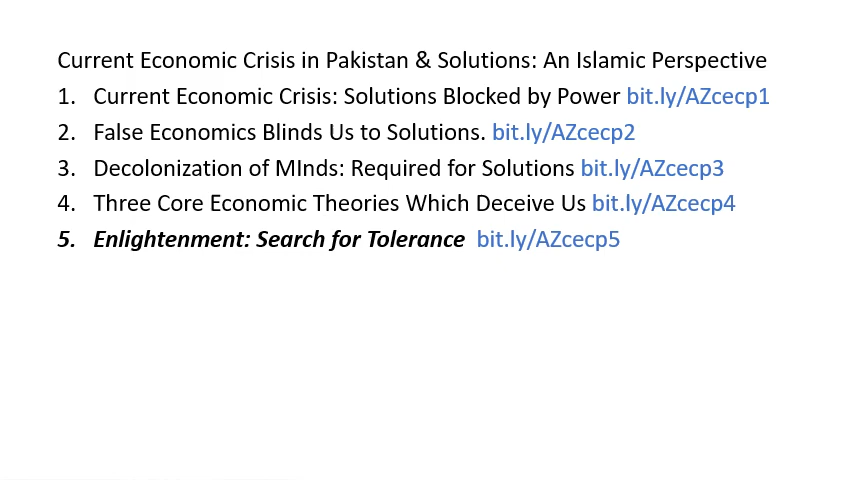 Current Economic Crisis in Pakistan & Solutions: An Islamic Perspective
1. Current Economic Crisis: Solutions Blocked by Power bit.ly/AZcecp1
2. False Economics Blinds Us to Solutions. bit.ly/AZcecp2
3. Decolonization of MInds: Required for Solutions bit.ly/AZcecp3
4. Three Core Economic Theories Which Deceive Us bit.ly/AZcecp4
5. Enlightenment: Search for Tolerance bit.ly/AZcecp5